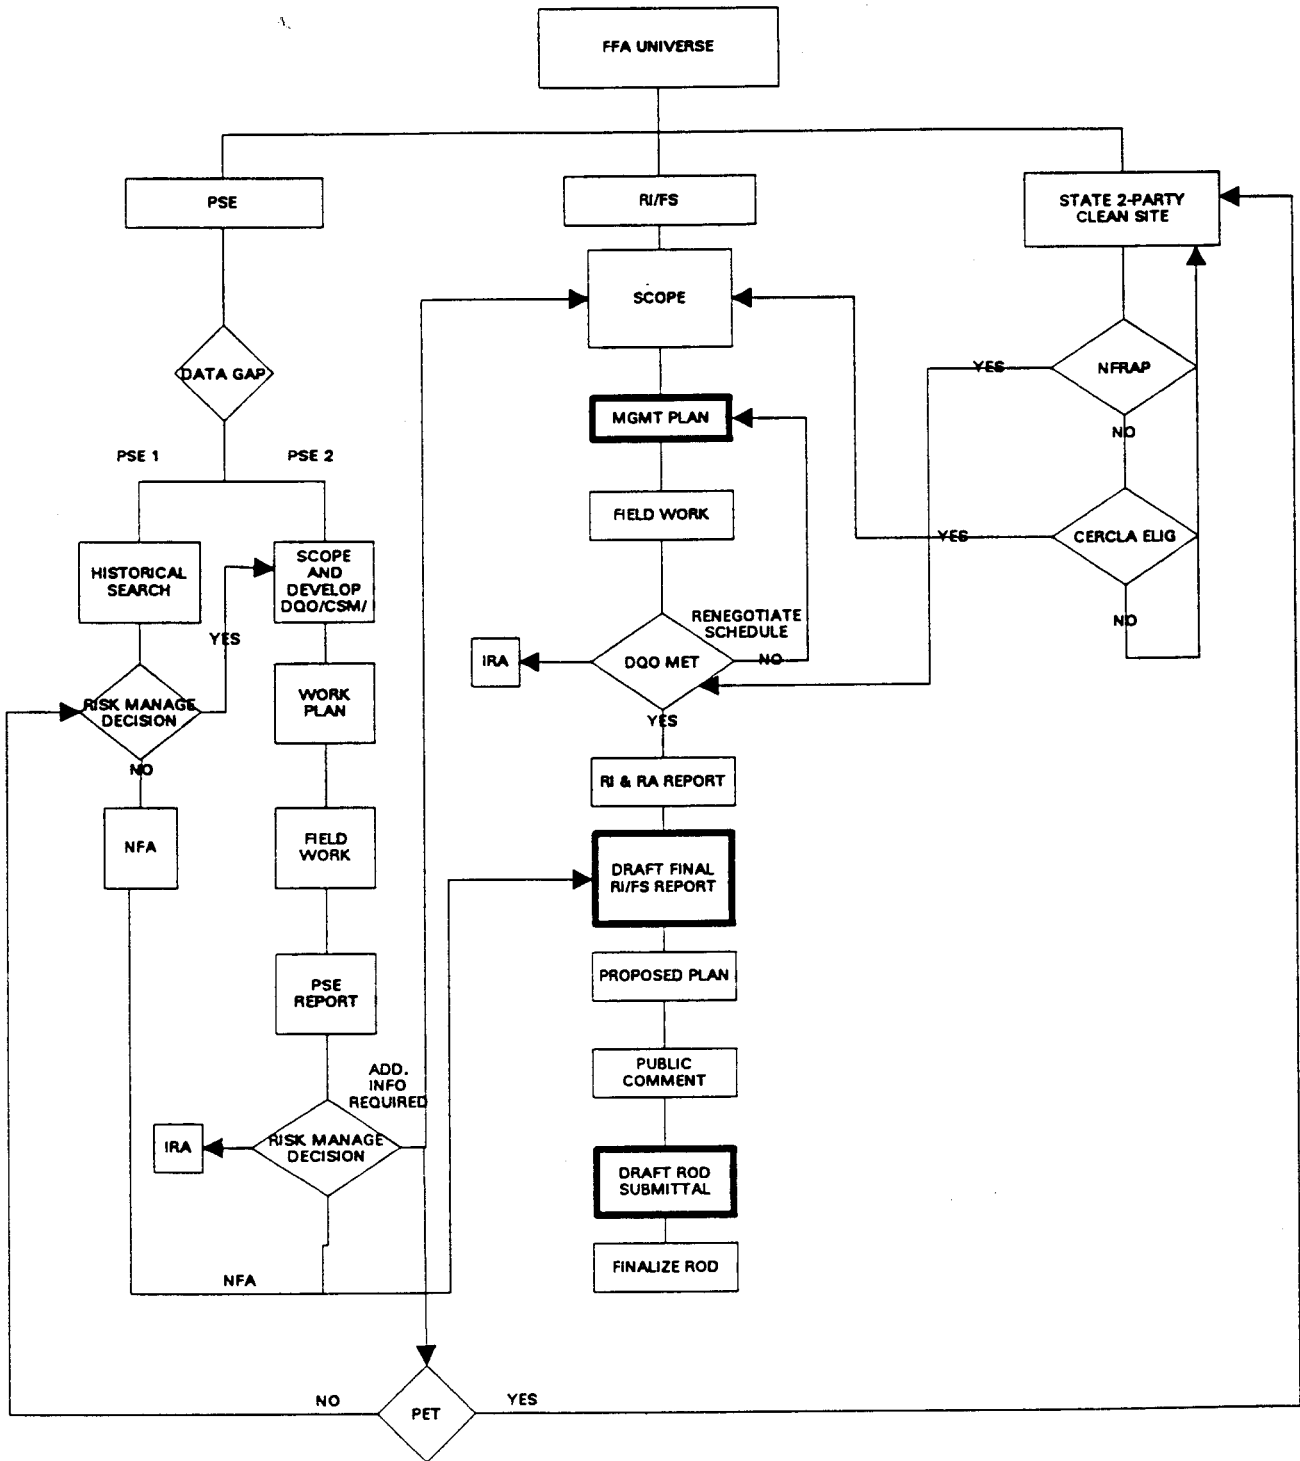 FFA UNIVERSE
PSE
RI/FS
STATE 2-PARTY
CLEAN SITE
SCOPE
DATA GAP
YES
NFRAP
MGMT PLAN
NO
PSE 1
PSE 2
FIELD WORK
YES
CERCLA ELIG
HISTORICAL
SEARCH
SCOPE
AND
DEVELOP
DQO/CSM/
YES
RENEGOTIATE
SCHEDULE
NO
IRA
DQO MET
NO
RISK MANAGE
DECISION
WORK
PLAN
YES
NO
RI & RA REPORT
NFA
FIELD
WORK
DRAFT FINAL
RI/FS REPORT
PROPOSED PLAN
PSE
REPORT
PUBLIC
COMMENT
ADD.
INFO
REQUIRED
IRA
RISK MANAGE
DECISION
DRAFT ROD
SUBMITTAL
FINALIZE ROD
NFA
NO
PET
YES